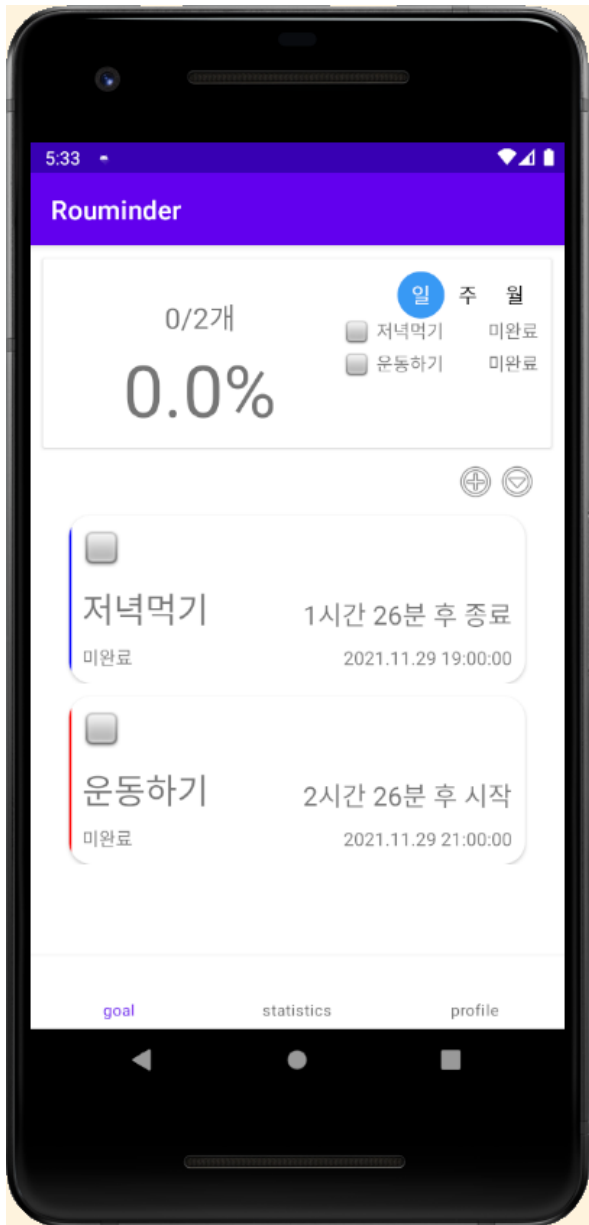 5:33
Rouminder
일 주 월
0/2개
0.0%
저녁먹기 미완료
운동하기 미완료
저녁먹기 1시간 26분 후 종료
미완료 2021.11.29 19:00:00
운동하기 2시간 26분 후 시작
미완료 2021.11.29 21:00:00
goal statistics profile